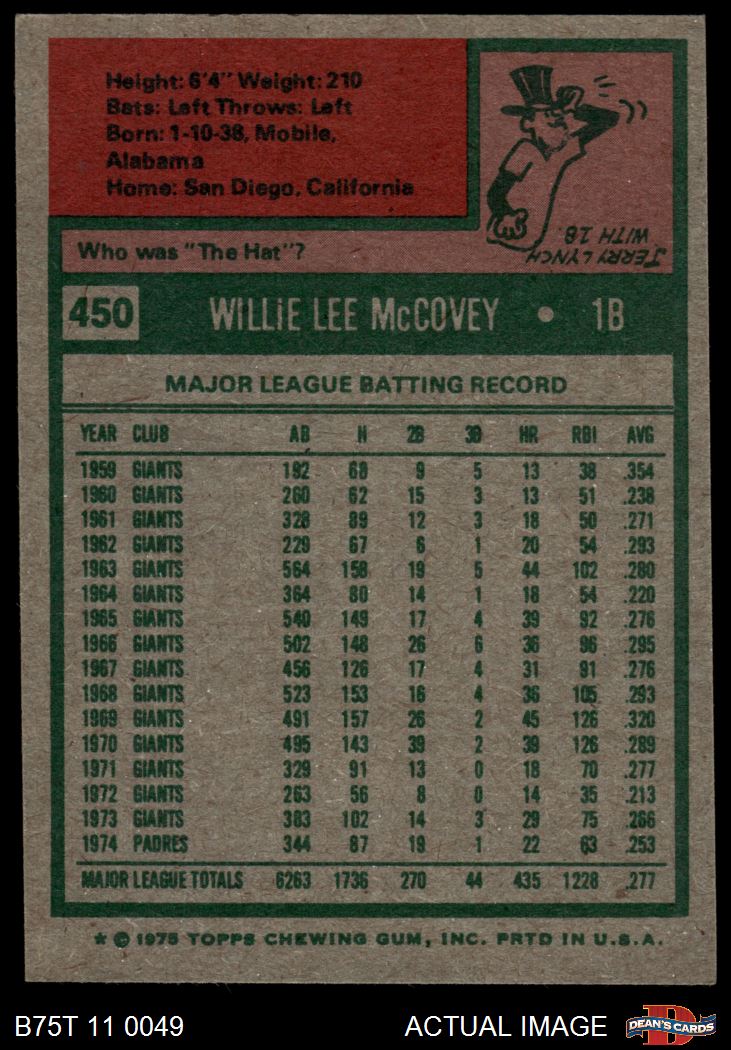 Height: 6'4" Weight: 210
Bats: Left Throws: Left
Born: 1-10-38, Mobile,
Alabama
Home: San Diego, California
Who was "The Hat"?
JERRY LYNCH
WITH 18.
450 WILLIE LEE McCOVEY • 1B
MAJOR LEAGUE BATTING RECORD
YEAR CLUB AB H 2B 3B HR RBI AVG
1959 GIANTS 192 68 9 5 13 38 .354
1960 GIANTS 260 62 15 3 13 51 .238
1961 GIANTS 328 89 12 3 18 50 .271
1962 GIANTS 229 67 6 1 20 54 .293
1963 GIANTS 564 158 19 5 44 102 .280
1964 GIANTS 364 80 14 1 18 54 .220
1965 GIANTS 540 149 17 4 39 92 .276
1966 GIANTS 502 148 26 6 36 96 .295
1967 GIANTS 456 126 17 4 31 91 .276
1968 GIANTS 523 153 16 4 36 105 .293
1969 GIANTS 491 157 26 2 45 126 .320
1970 GIANTS 495 143 39 2 39 126 .289
1971 GIANTS 329 91 13 0 18 70 .277
1972 GIANTS 263 56 8 0 14 35 .213
1973 GIANTS 383 102 14 3 29 75 .266
1974 PADRES 344 87 19 1 22 63 .253
MAJOR LEAGUE TOTALS 6263 1736 270 44 435 1228 .277
★ © 1975 TOPPS CHEWING GUM, INC. PRTD IN U.S.A.
B75T 11 0049 ACTUAL IMAGE D DEAN'S CARDS